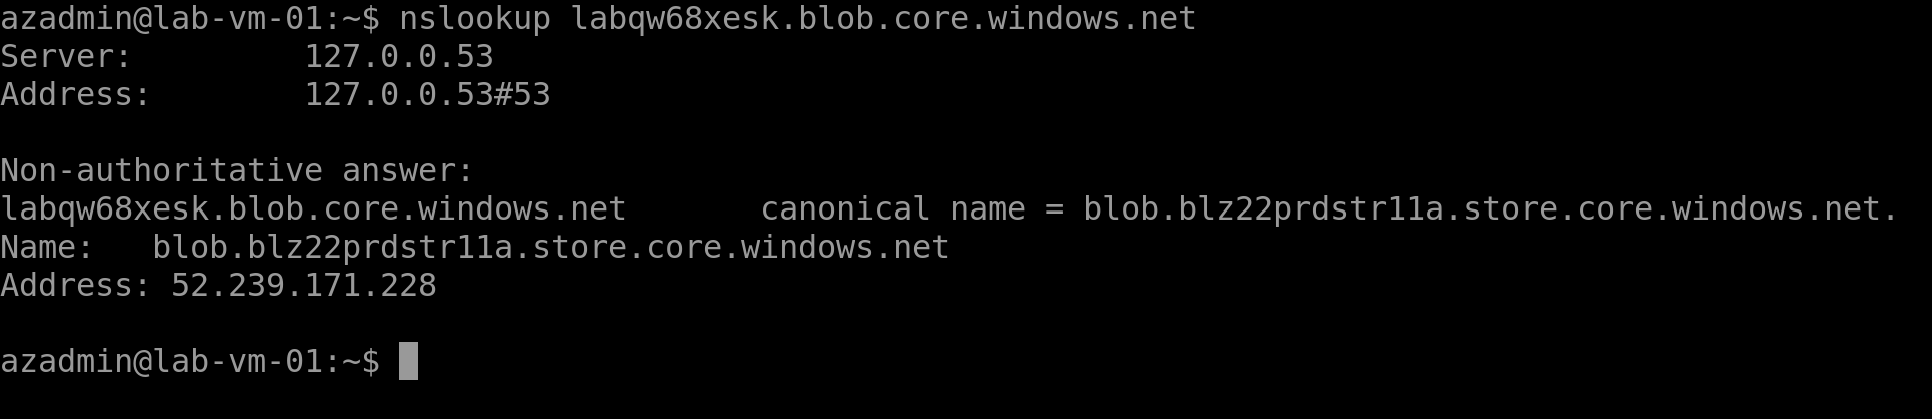 azadmin@lab-vm-01:~$ nslookup labqw68xesk.blob.core.windows.net
Server:         127.0.0.53
Address:        127.0.0.53#53

Non-authoritative answer:
labqw68xesk.blob.core.windows.net       canonical name = blob.blz22prdstr11a.store.core.windows.net.
Name:   blob.blz22prdstr11a.store.core.windows.net
Address: 52.239.171.228

azadmin@lab-vm-01:~$